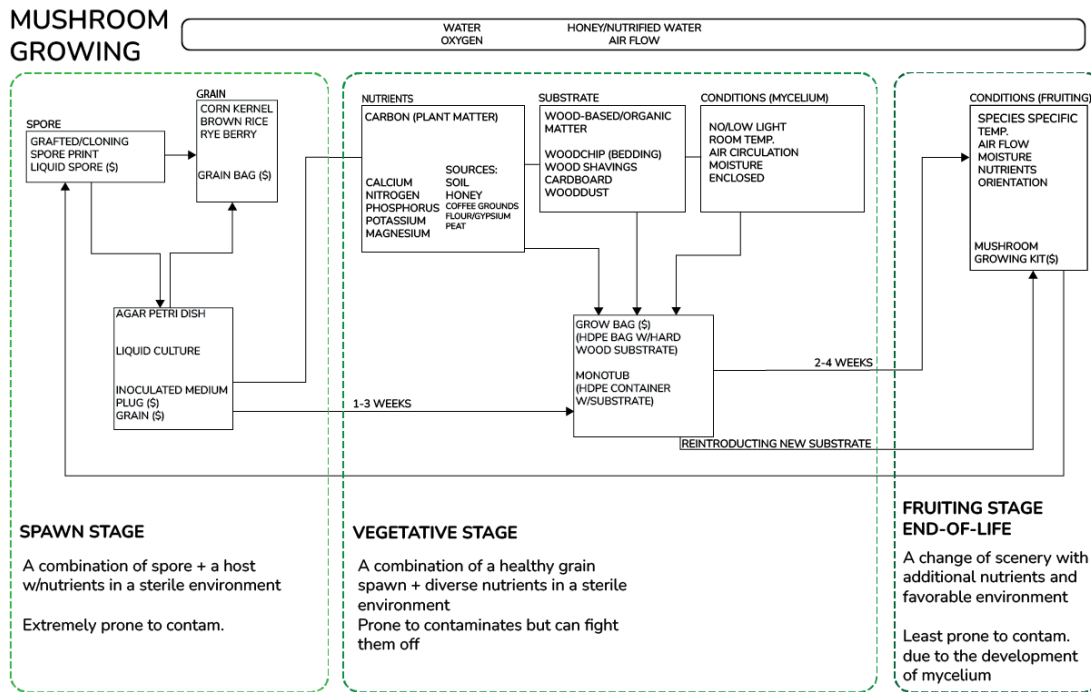 MUSHROOM
GROWING
WATER
OXYGEN
HONEY/NUTRIFIED WATER
AIR FLOW
SPORE
GRAFTED/CLONING
SPORE PRINT
LIQUID SPORE ($)
GRAIN
CORN KERNEL
BROWN RICE
RYE BERRY
GRAIN BAG ($)
AGAR PETRI DISH
LIQUID CULTURE
INOCULATED MEDIUM
PLUG ($)
GRAIN ($)
1-3 WEEKS
NUTRIENTS
CARBON (PLANT MATTER)
CALCIUM
NITROGEN
PHOSPHORUS
POTASSIUM
MAGNESIUM
SOURCES:
SOIL
HONEY
COFFEE GROUNDS
FLOUR/GYPSIUM
PEAT
SUBSTRATE
WOOD-BASED/ORGANIC
MATTER
WOODCHIP (BEDDING)
WOOD SHAVINGS
CARDBOARD
WOODDUST
CONDITIONS (MYCELIUM)
NO/LOW LIGHT
ROOM TEMP.
AIR CIRCULATION
MOISTURE
ENCLOSED
GROW BAG ($)
(HDPE BAG W/HARD
WOOD SUBSTRATE)
MONOTUB
(HDPE CONTAINER
W/SUBSTRATE)
2-4 WEEKS
REINTRODUCTING NEW SUBSTRATE
CONDITIONS (FRUITING)
SPECIES SPECIFIC
TEMP.
AIR FLOW
MOISTURE
NUTRIENTS
ORIENTATION
MUSHROOM
GROWING KIT($)
SPAWN STAGE
A combination of spore + a host
w/nutrients in a sterile environment
Extremely prone to contam.
VEGETATIVE STAGE
A combination of a healthy grain
spawn + diverse nutrients in a sterile
environment
Prone to contaminates but can fight
them off
FRUITING STAGE
END-OF-LIFE
A change of scenery with
additional nutrients and
favorable environment
Least prone to contam.
due to the development
of mycelium